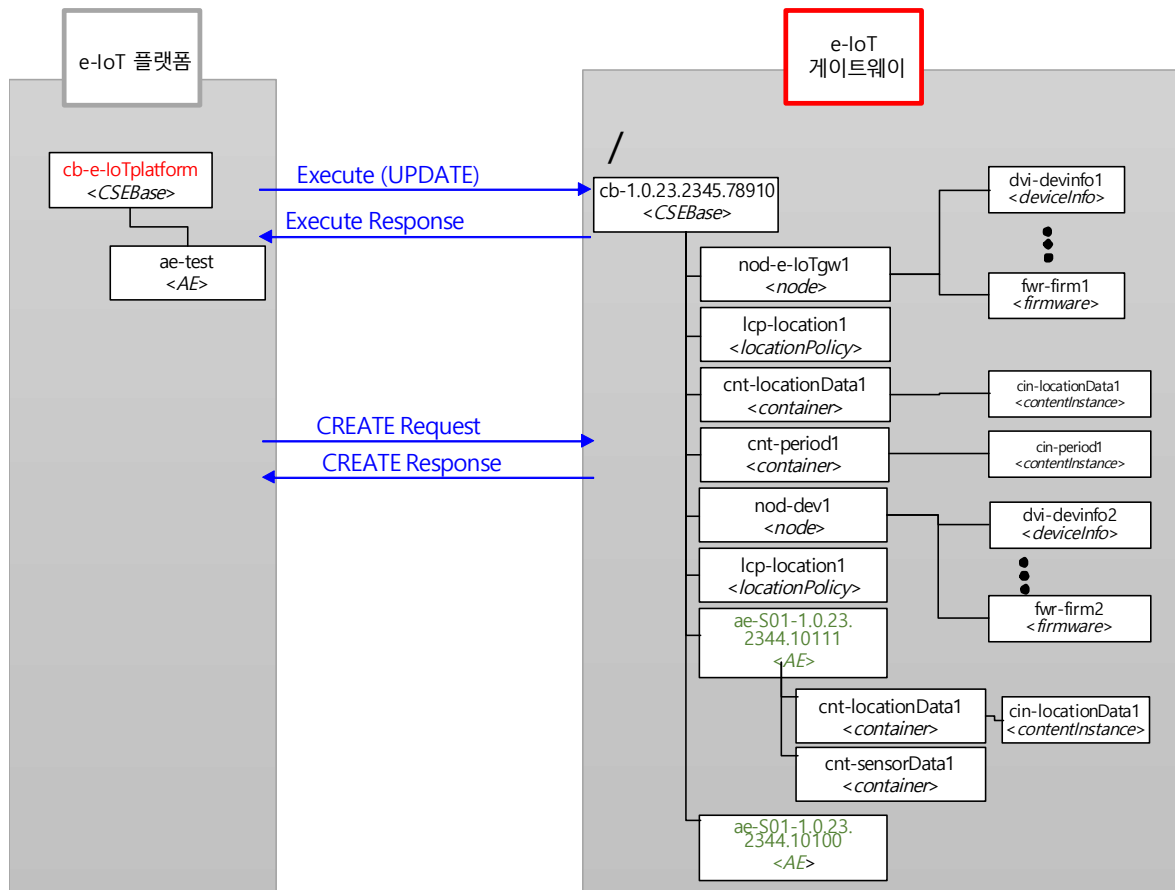 e-IoT 플랫폼
cb-e-IoTplatform
<CSEBase>
ae-test
<AE>
Execute (UPDATE)
Execute Response
CREATE Request
CREATE Response
e-IoT
게이트웨이
/
cb-1.0.23.2345.78910
<CSEBase>
nod-e-IoTgw1
<node>
dvi-devinfo1
<deviceInfo>
fwr-firm1
<firmware>
lcp-location1
<locationPolicy>
cnt-locationData1
<container>
cin-locationData1
<contentInstance>
cnt-period1
<container>
cin-period1
<contentInstance>
nod-dev1
<node>
dvi-devinfo2
<deviceInfo>
fwr-firm2
<firmware>
lcp-location1
<locationPolicy>
ae-S01-1.0.23.
2344.10111
<AE>
cnt-locationData1
<container>
cin-locationData1
<contentInstance>
cnt-sensorData1
<container>
ae-S01-1.0.23.
2344.10100
<AE>